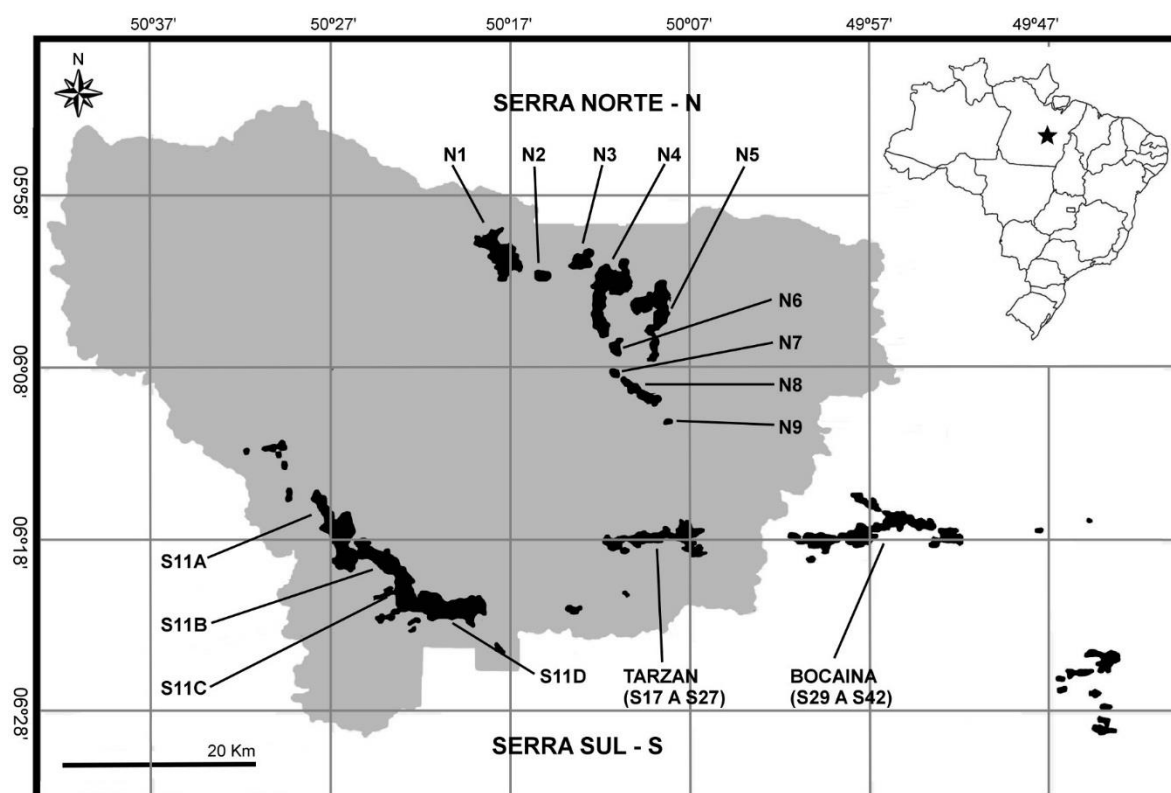 50º37'
50º27'
50º17'
50º07'
49º57'
49º47'
N
SERRA NORTE - N
N1
N2
N3
N4
N5
05º58'
N6
N7
06º08'
N8
N9
06º18'
S11A
S11B
S11C
S11D
TARZAN
(S17 A S27)
BOCAINA
(S29 A S42)
06º28'
SERRA SUL - S
20 Km